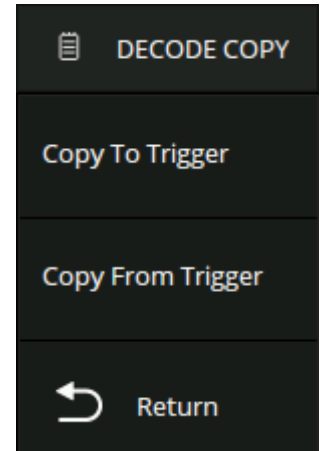 DECODE COPY
Copy To Trigger
Copy From Trigger
Return